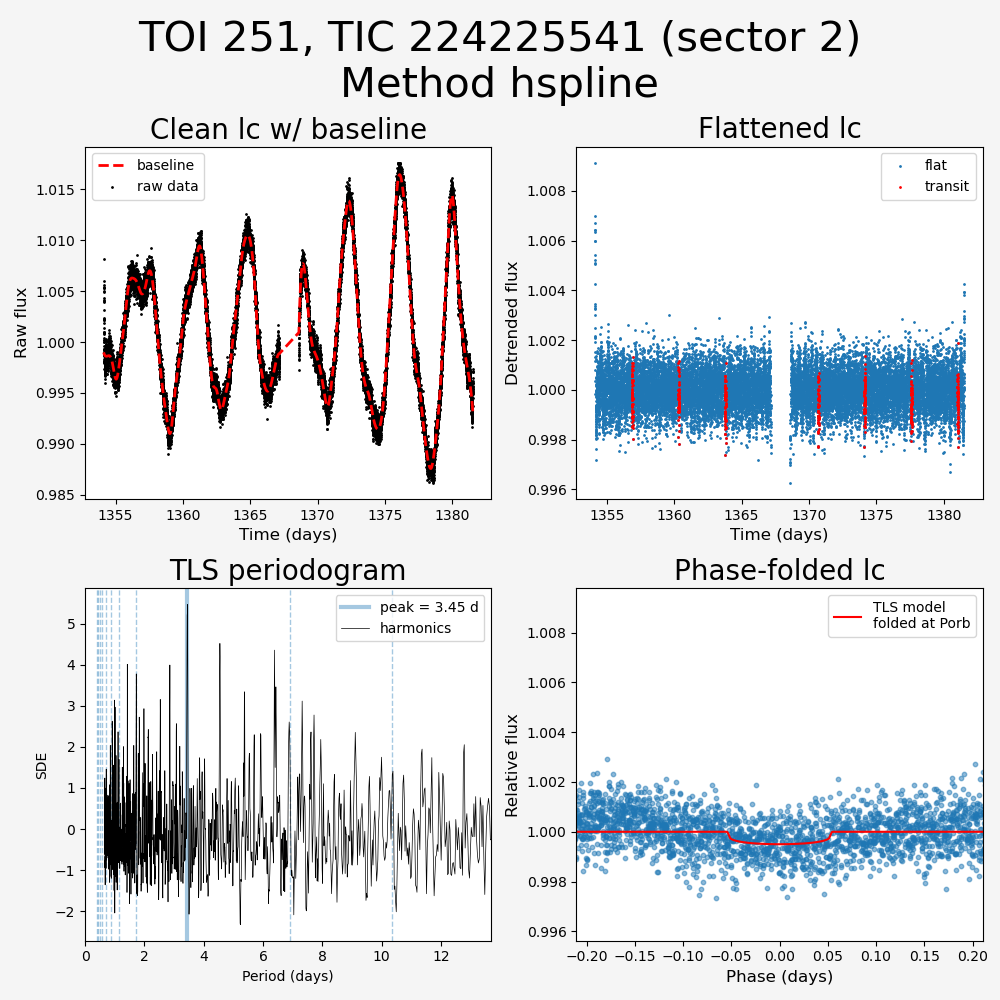 TOI 251, TIC 224225541 (sector 2)
Method hspline
Clean lc w/ baseline
baseline
raw data
Raw flux
1.015
1.010
1.005
1.000
0.995
0.990
0.985
1355 1360 1365 1370 1375 1380
Time (days)
Flattened lc
flat
transit
Detrended flux
1.008
1.006
1.004
1.002
1.000
0.998
0.996
1355 1360 1365 1370 1375 1380
Time (days)
TLS periodogram
peak = 3.45 d
harmonics
SDE
5
4
3
2
1
0
−1
−2
0 2 4 6 8 10 12
Period (days)
Phase-folded lc
TLS model
folded at Porb
Relative flux
1.008
1.006
1.004
1.002
1.000
0.998
0.996
−0.20 −0.15 −0.10 −0.05 0.00 0.05 0.10 0.15 0.20
Phase (days)